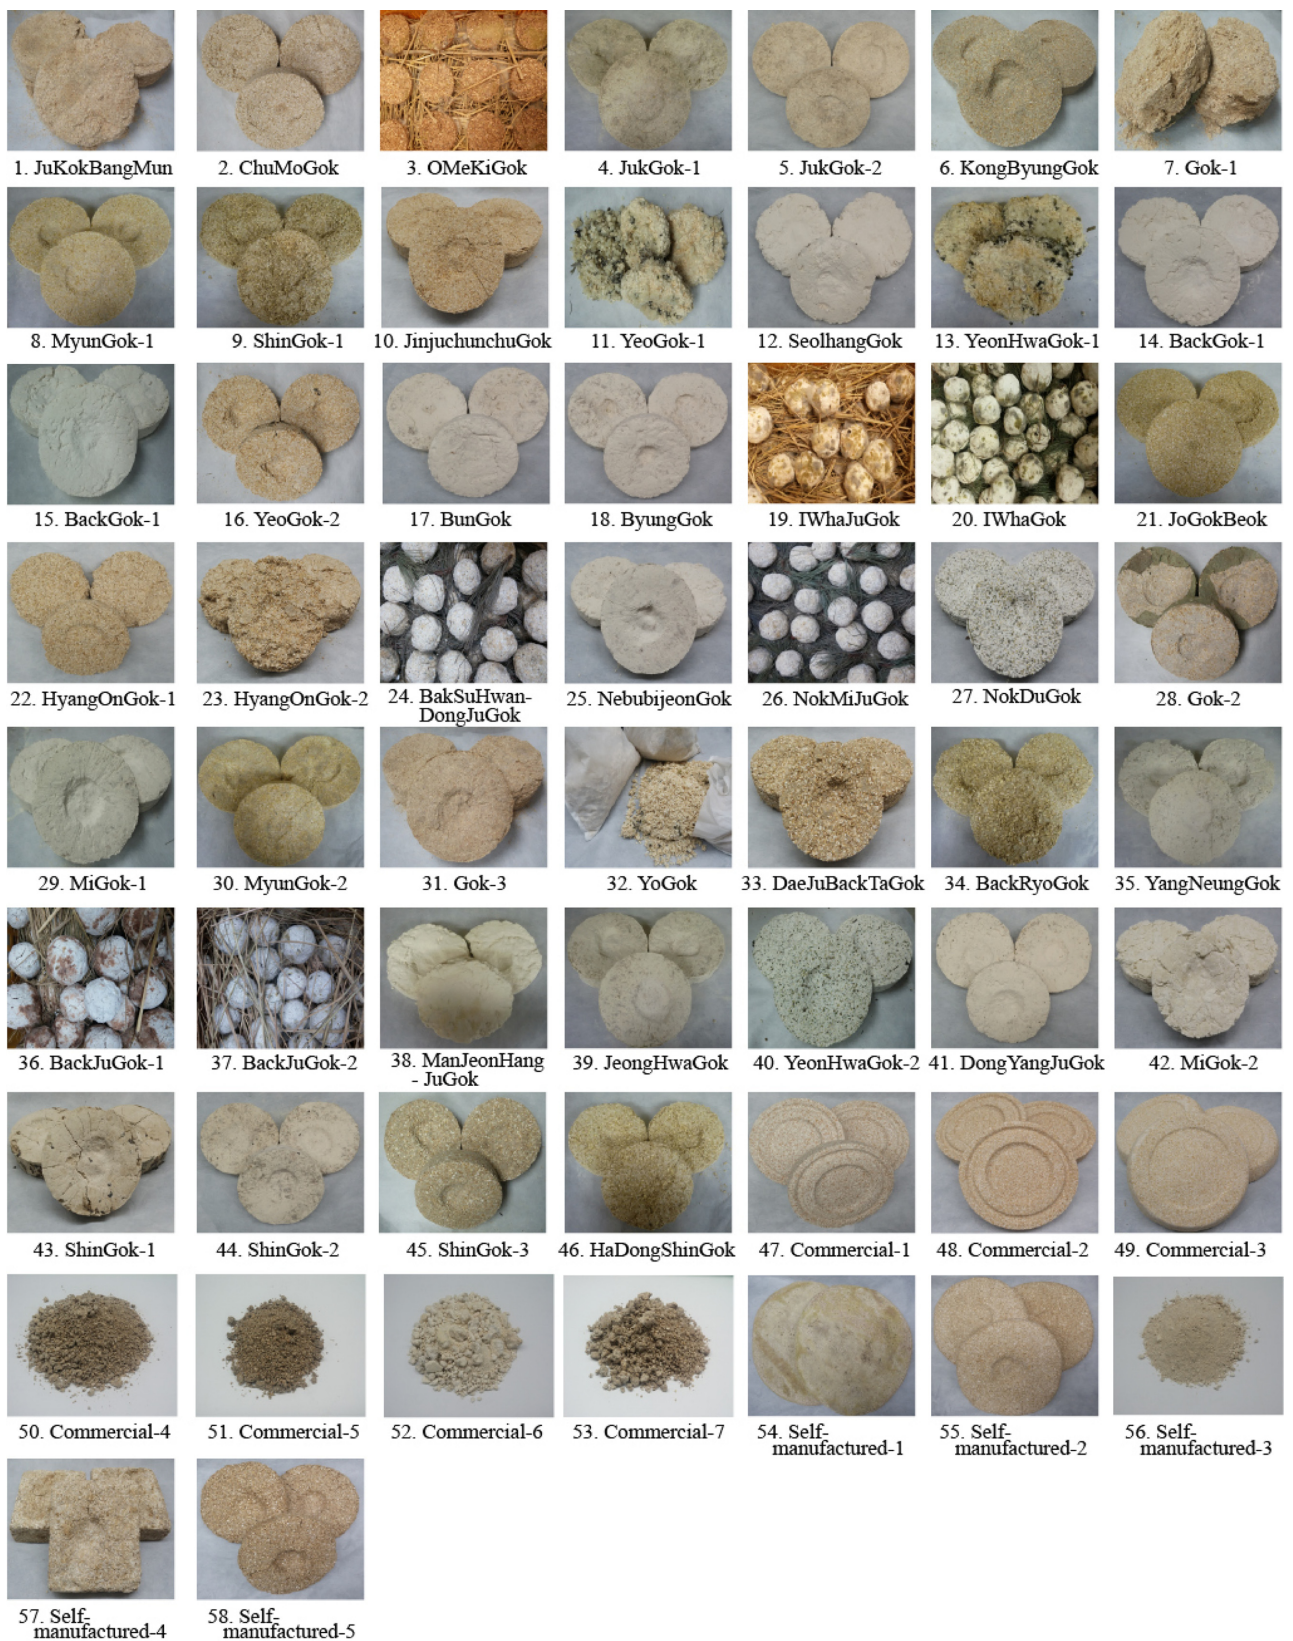 1. JuKokBangMun
2. ChuMoGok
3. OMeKiGok
4. JukGok-1
5. JukGok-2
6. KongByungGok
7. Gok-1
8. MyunGok-1
9. ShinGok-1
10. JinjuchunchuGok
11. YeoGok-1
12. SeolhangGok
13. YeonHwaGok-1
14. BackGok-1
15. BackGok-1
16. YeoGok-2
17. BunGok
18. ByungGok
19. IWhaJuGok
20. IWhaGok
21. JoGokBeok
22. HyangOnGok-1
23. HyangOnGok-2
24. BakSuHwan-
DongJuGok
25. NebubijeonGok
26. NokMiJuGok
27. NokDuGok
28. Gok-2
29. MiGok-1
30. MyunGok-2
31. Gok-3
32. YoGok
33. DaeJuBackTaGok
34. BackRyoGok
35. YangNeungGok
36. BackJuGok-1
37. BackJuGok-2
38. ManJeonHang
- JuGok
39. JeongHwaGok
40. YeonHwaGok-2
41. DongYangJuGok
42. MiGok-2
43. ShinGok-1
44. ShinGok-2
45. ShinGok-3
46. HaDongShinGok
47. Commercial-1
48. Commercial-2
49. Commercial-3
50. Commercial-4
51. Commercial-5
52. Commercial-6
53. Commercial-7
54. Self-
manufactured-1
55. Self-
manufactured-2
56. Self-
manufactured-3
57. Self-
manufactured-4
58. Self-
manufactured-5